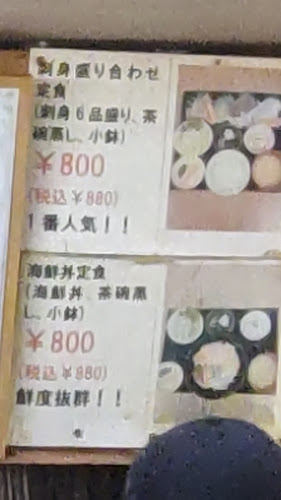 刺身盛り合わせ
定食
(刺身6品盛り、茶
碗蒸し、小鉢)
¥800
(税込¥880)
1番人気!!
海鮮丼定食
(海鮮丼 茶碗蒸
し、小鉢)
¥800
(税込¥880)
鮮度抜群!!